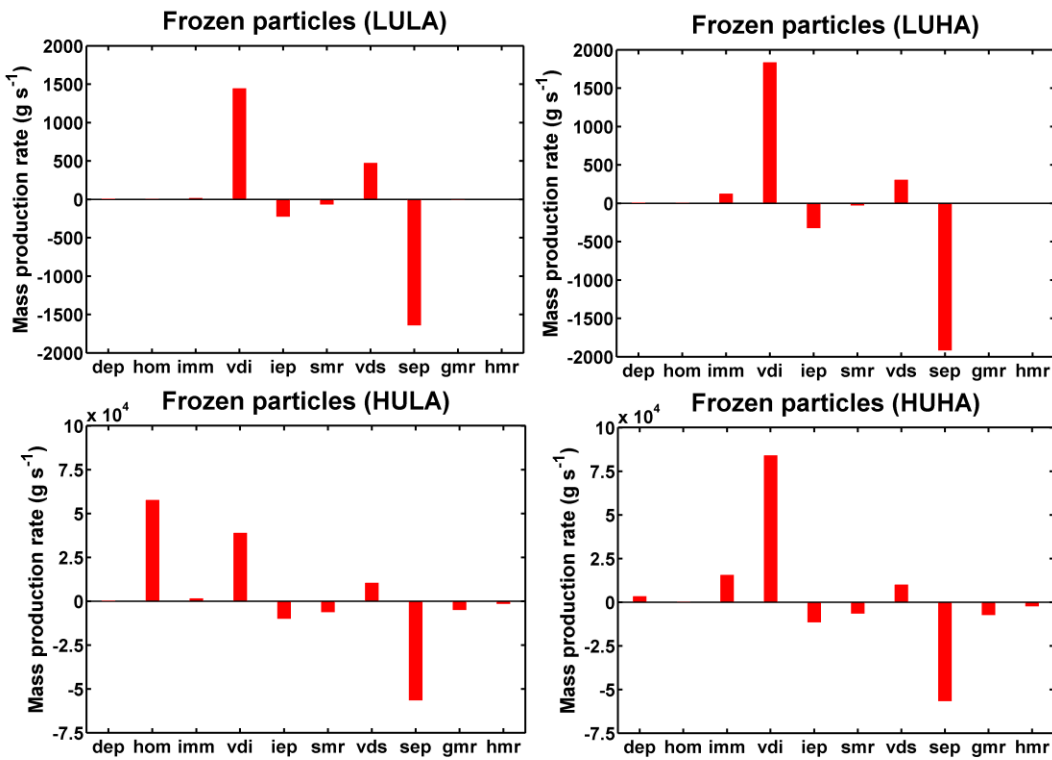 Frozen particles (LULA)
Mass production rate (g s⁻¹)
2000
1500
1000
500
0
-500
-1000
-1500
-2000
dep hom imm vdi iep smr vds sep gmr hmr
Frozen particles (LUHA)
Mass production rate (g s⁻¹)
2000
1500
1000
500
0
-500
-1000
-1500
-2000
dep hom imm vdi iep smr vds sep gmr hmr
Frozen particles (HULA)
x 10⁴
Mass production rate (g s⁻¹)
10
7.5
5
2.5
0
-2.5
-5
-7.5
dep hom imm vdi iep smr vds sep gmr hmr
Frozen particles (HUHA)
x 10⁴
Mass production rate (g s⁻¹)
10
7.5
5
2.5
0
-2.5
-5
-7.5
dep hom imm vdi iep smr vds sep gmr hmr